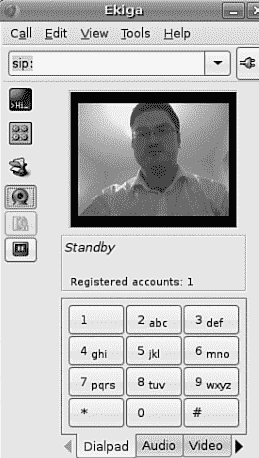 Ekiga
Call Edit View Tools Help
sip:
Standby
Registered accounts: 1
1 2 abc 3 def
4 ghi 5 jkl 6 mno
7 pqrs 8 tuv 9 wxyz
* 0 #
Dialpad Audio Video